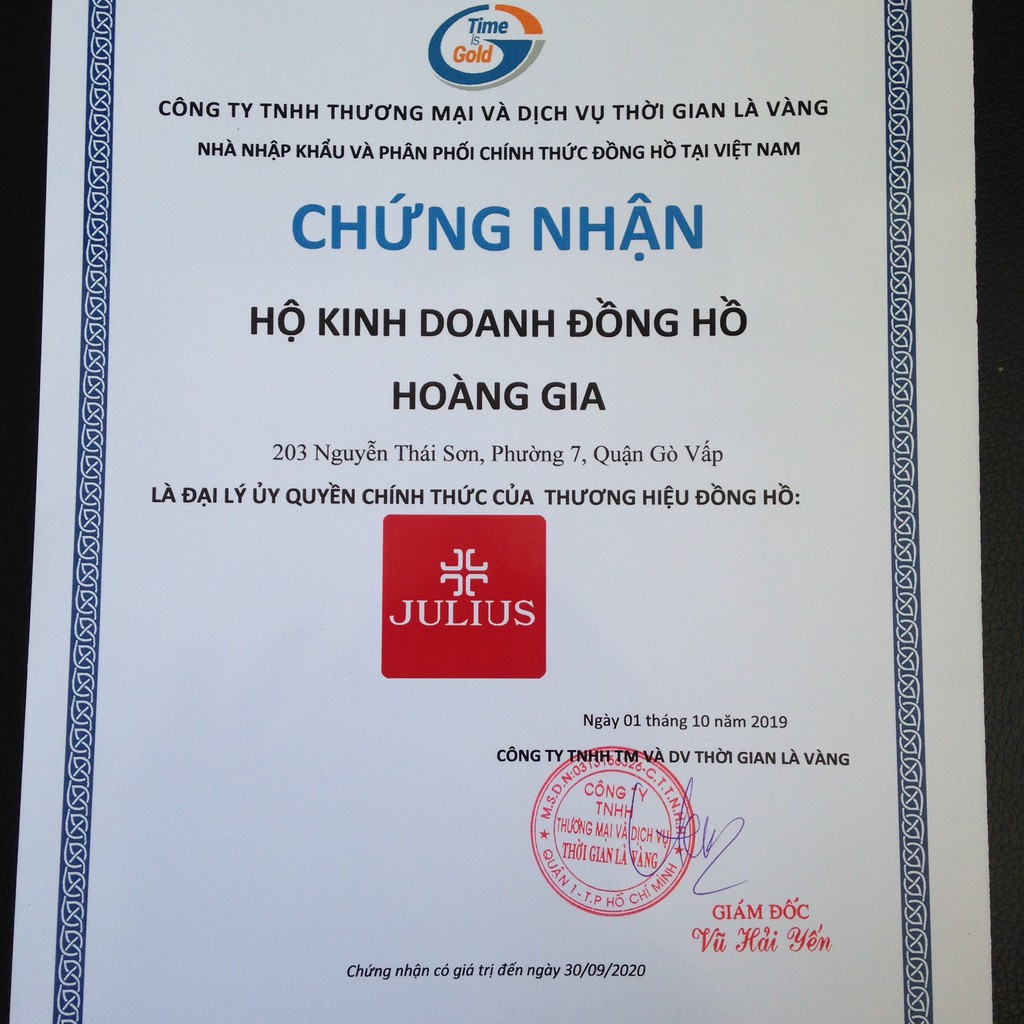 Time
is
Gold
CÔNG TY TNHH THƯƠNG MẠI VÀ DỊCH VỤ THỜI GIAN LÀ VÀNG
NHÀ NHẬP KHẨU VÀ PHÂN PHỐI CHÍNH THỨC ĐỒNG HỒ TẠI VIỆT NAM
CHỨNG NHẬN
HỘ KINH DOANH ĐỒNG HỒ
HOÀNG GIA
203 Nguyễn Thái Sơn, Phường 7, Quận Gò Vấp
LÀ ĐẠI LÝ ỦY QUYỀN CHÍNH THỨC CỦA THƯƠNG HIỆU ĐỒNG HỒ:
JULIUS
Ngày 01 tháng 10 năm 2019
CÔNG TY TNHH TM VÀ DV THỜI GIAN LÀ VÀNG
M.S.D.N:
CÔNG TY
TNHH
THƯƠNG MẠI VÀ DỊCH VỤ
THỜI GIAN LÀ VÀNG
QUẬN 1 - T.P HỒ CHÍ MINH
GIÁM ĐỐC
Vũ Hải Yến
Chứng nhận có giá trị đến ngày 30/09/2020